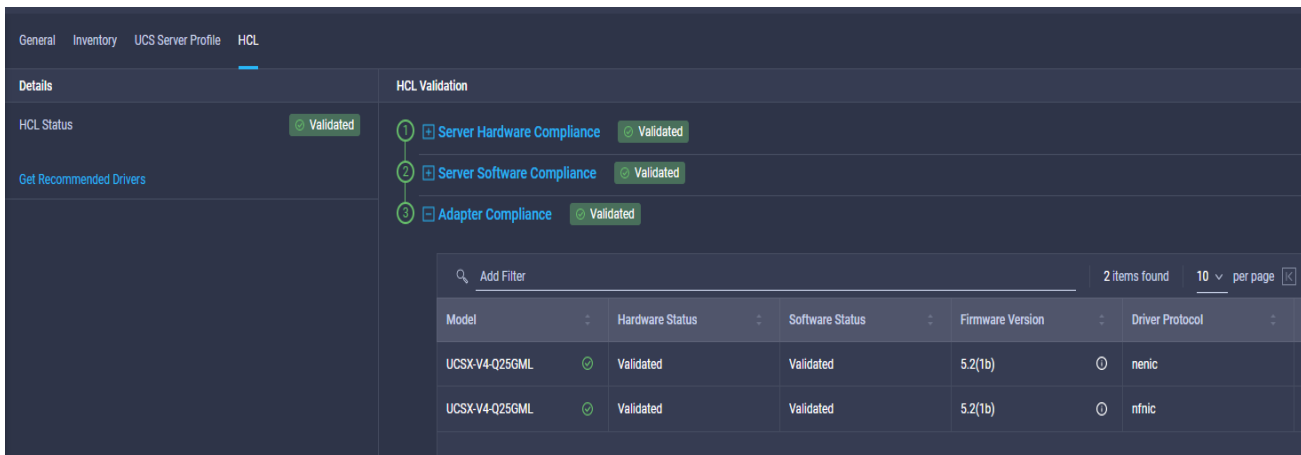 General Inventory UCS Server Profile HCL
Details
HCL Status Validated
Get Recommended Drivers
HCL Validation
1 Server Hardware Compliance Validated
2 Server Software Compliance Validated
3 Adapter Compliance Validated
Add Filter 2 items found 10 per page
Model Hardware Status Software Status Firmware Version Driver Protocol
UCSX-V4-Q25GML Validated Validated 5.2(1b) nenic
UCSX-V4-Q25GML Validated Validated 5.2(1b) nfnic